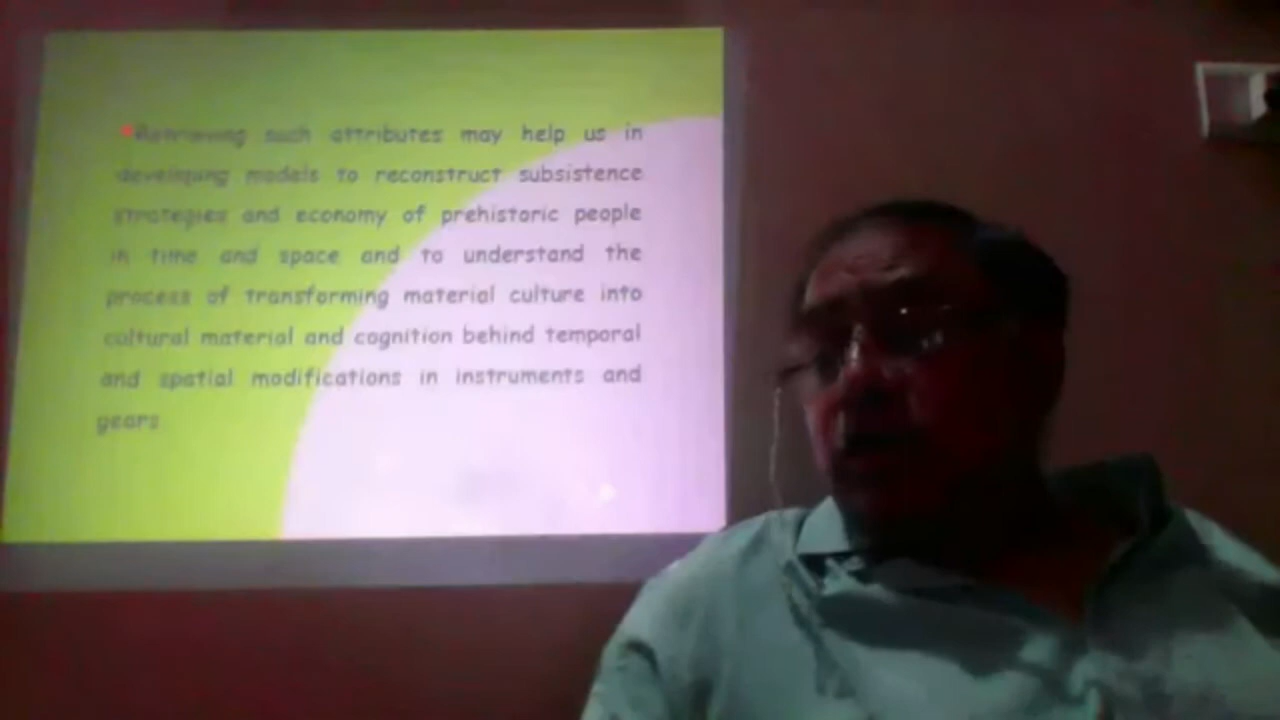 Retrieving such attributes may help us in
developing models to reconstruct subsistence
strategies and economy of prehistoric people
in time and space and to understand the
process of transforming material culture into
cultural material and cognition behind temporal
and spatial modifications in instruments and
gears